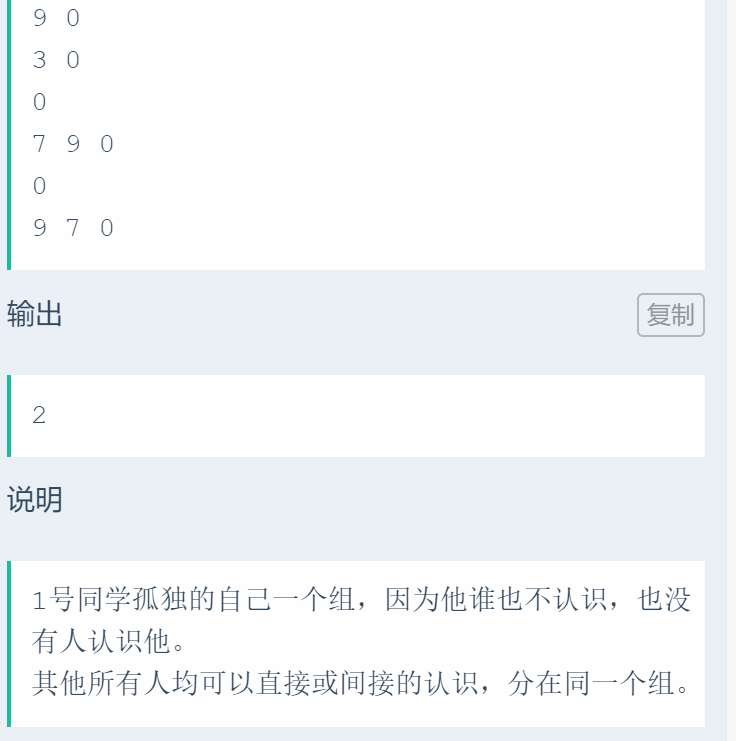 9 0
3 0
0
7 9 0
0
9 7 0
输出
复制
2
说明
1号同学孤独的自己一个组，因为他谁也不认识，也没
有人认识他。
其他所有人均可以直接或间接的认识，分在同一个组。